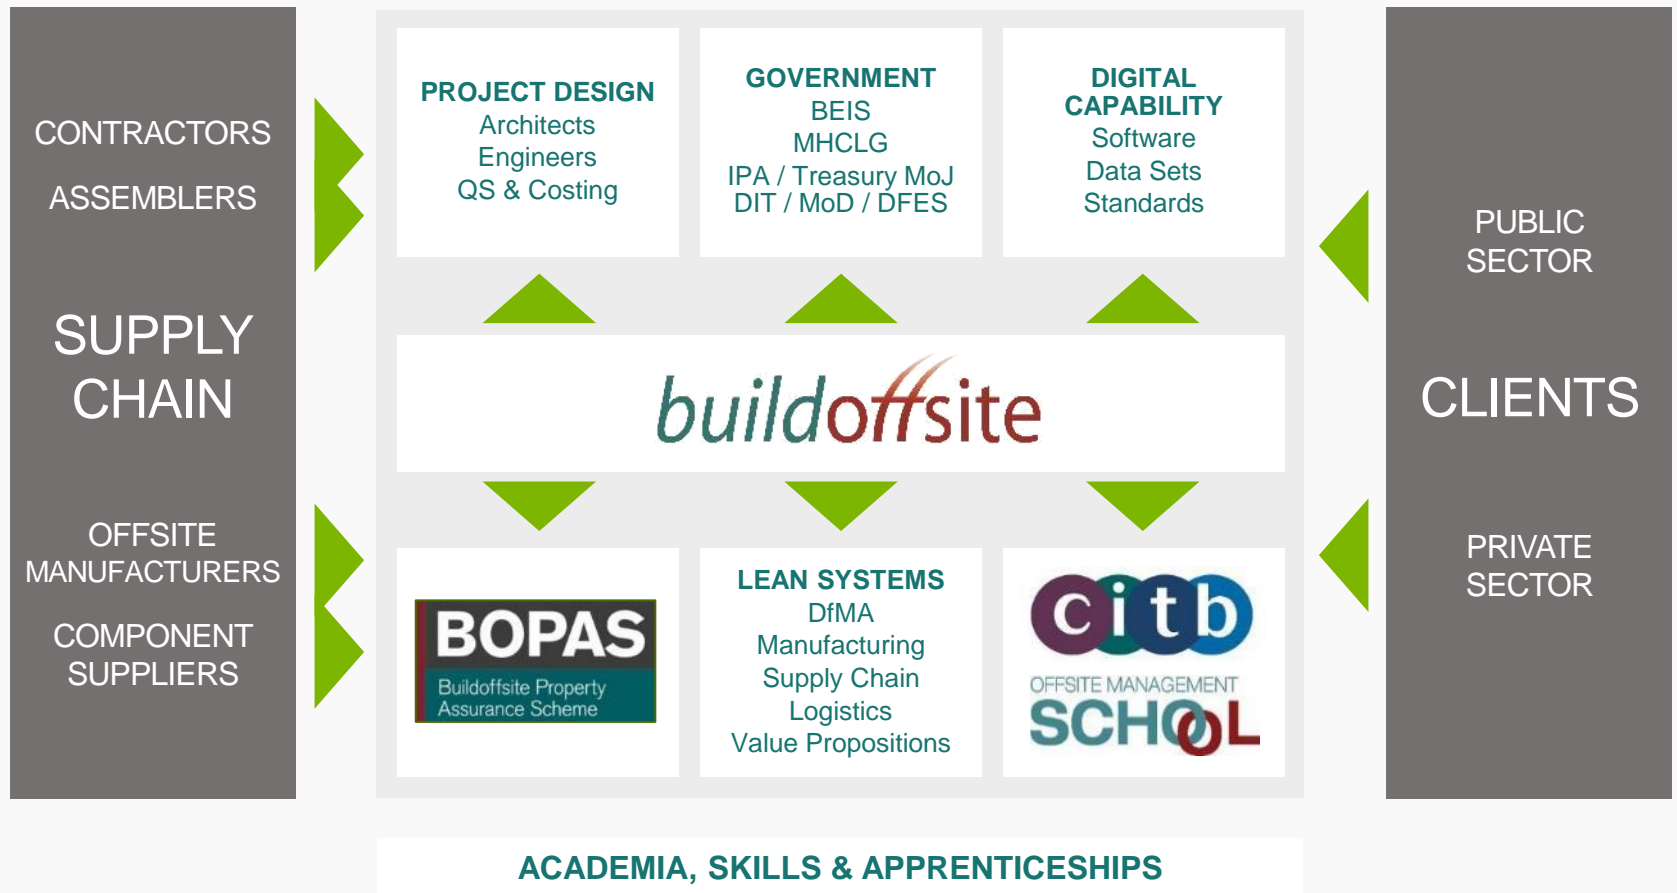 CONTRACTORS
ASSEMBLERS
SUPPLY
CHAIN
OFFSITE
MANUFACTURERS
COMPONENT
SUPPLIERS
PROJECT DESIGN
Architects
Engineers
QS & Costing
GOVERNMENT
BEIS
MHCLG
IPA / Treasury MoJ
DIT / MoD / DFES
DIGITAL
CAPABILITY
Software
Data Sets
Standards
buildoffsite
BOPAS
Buildoffsite Property
Assurance Scheme
LEAN SYSTEMS
DfMA
Manufacturing
Supply Chain
Logistics
Value Propositions
citb
OFFSITE MANAGEMENT
SCHOOL
PUBLIC
SECTOR
CLIENTS
PRIVATE
SECTOR
ACADEMIA, SKILLS & APPRENTICESHIPS